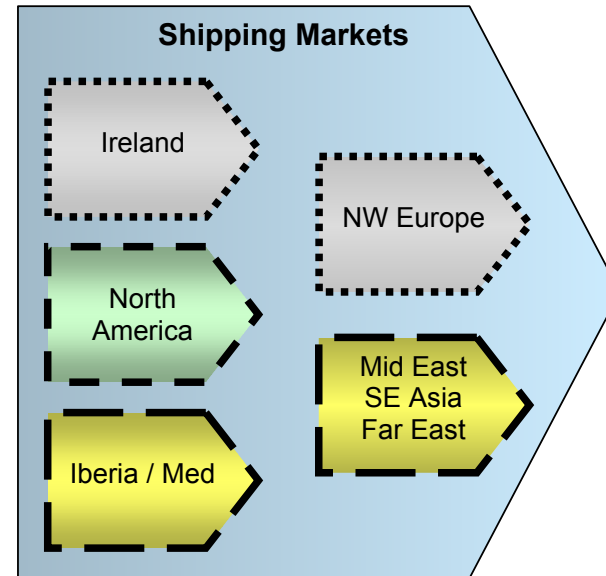 Shipping Markets
Ireland
North
America
Iberia / Med
NW Europe
Mid East
SE Asia
Far East